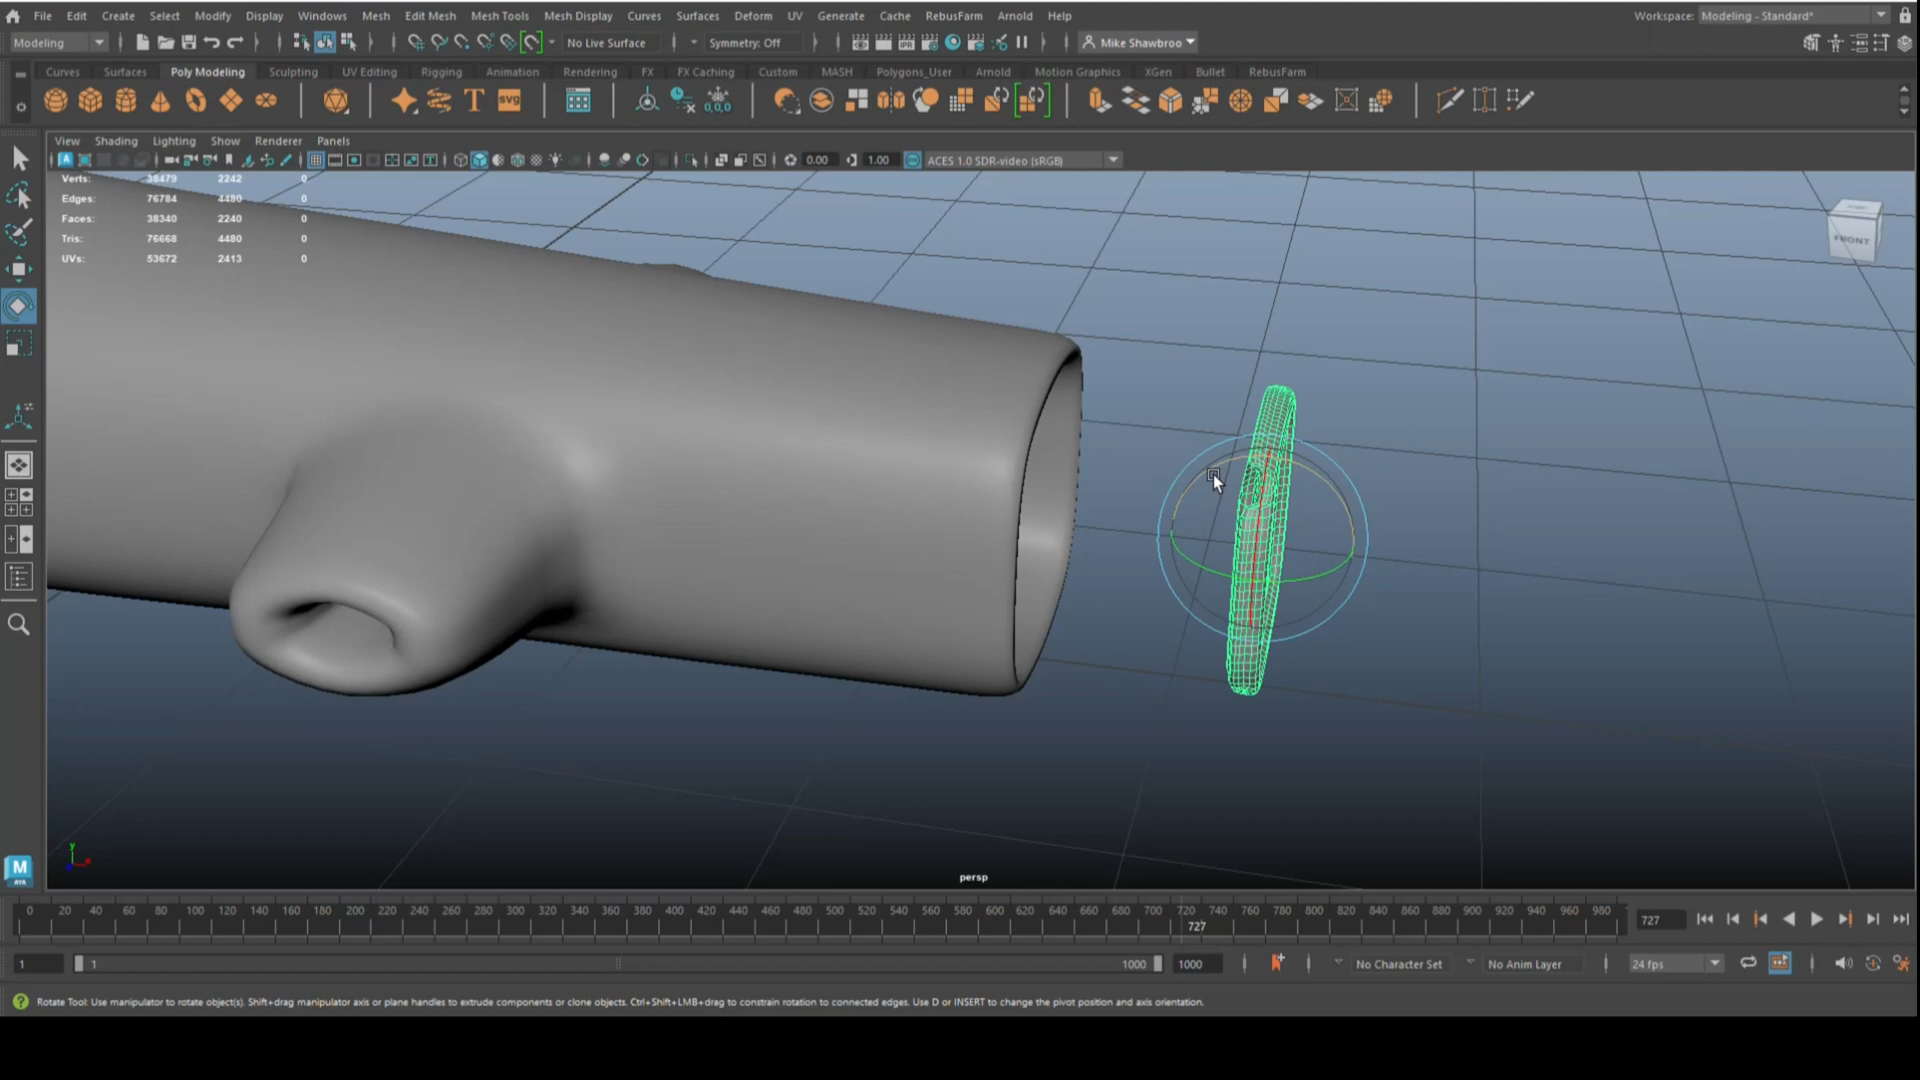 File Edit Create Select Modify Display Windows Mesh Edit Mesh Mesh Tools Mesh Display Curves Surfaces Deform UV Generate Cache RebusFarm Arnold Help Workspace: Modeling - Standard*
Modeling No Live Surface Symmetry: Off Mike Shawbroo
Curves Surfaces Poly Modeling Sculpting UV Editing Rigging Animation Rendering FX FX Caching Custom MASH Polygons_User Arnold Motion Graphics XGen Bullet RebusFarm
T SVG 0,0,0
View Shading Lighting Show Renderer Panels
0.00 1.00 ACES 1.0 SDR-video (sRGB)
Verts: 38479 2242 0
Edges: 76784 4480 0
Faces: 38340 2240 0
Tris: 76668 4480 0
UVs: 53672 2413 0
FRONT
y
M
AYA
persp
0 20 40 60 80 100 120 140 160 180 200 220 240 260 280 300 320 340 360 380 400 420 440 460 480 500 520 540 560 580 600 620 640 660 680 700 720 740 760 780 800 820 840 860 880 900 920 940 960 980 727
727
1 1 1000 1000 No Character Set No Anim Layer 24 fps
Rotate Tool: Use manipulator to rotate object(s). Shift+drag manipulator axis or plane handles to extrude components or clone objects. Ctrl+Shift+LMB+drag to constrain rotation to connected edges. Use D or INSERT to change the pivot position and axis orientation.